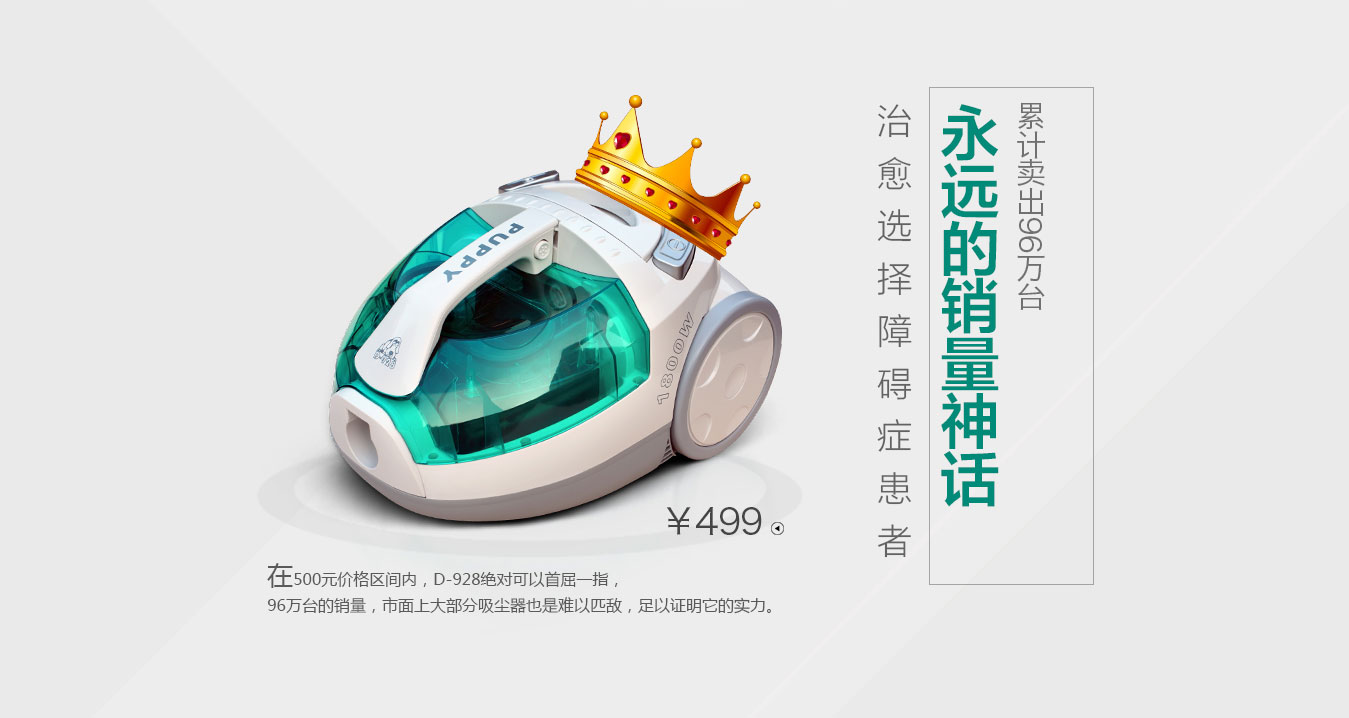 累计卖出96万台
永远的销量神话
治愈选择障碍症患者
PUPPY
D-928
1800W
¥499
在500元价格区间内，D-928绝对可以首屈一指，
96万台的销量，市面上大部分吸尘器也是难以匹敌，足以证明它的实力。